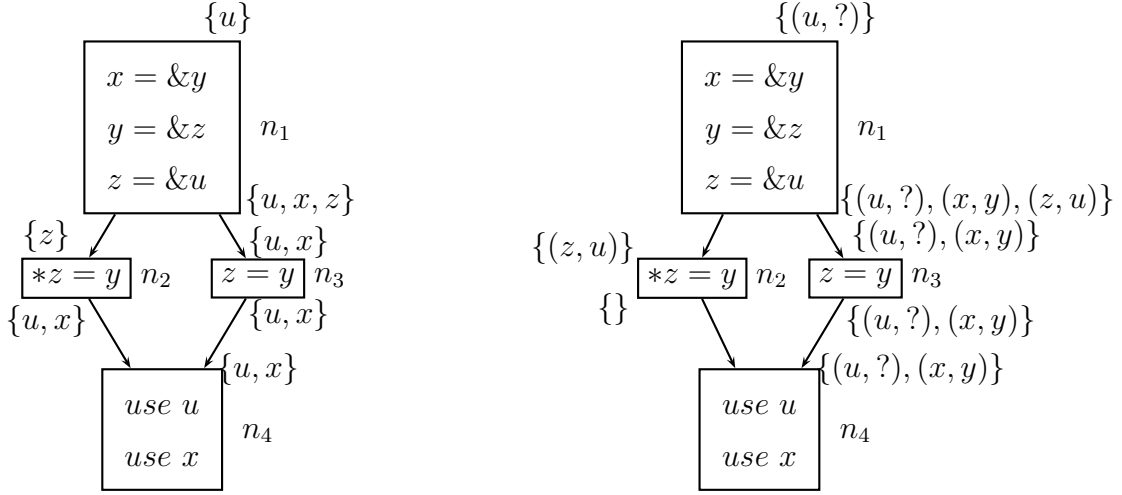 {u}
x = &y
y = &z
z = &u
n1
{u, x, z}
{z}
{u, x}
∗z = y
n2
z = y
n3
{u, x}
{u, x}
{u, x}
use u
use x
n4
{(u, ?)}
x = &y
y = &z
z = &u
n1
{(u, ?), (x, y), (z, u)}
{(z, u)}
{(u, ?), (x, y)}
∗z = y
n2
z = y
n3
{}
{(u, ?), (x, y)}
{(u, ?), (x, y)}
use u
use x
n4